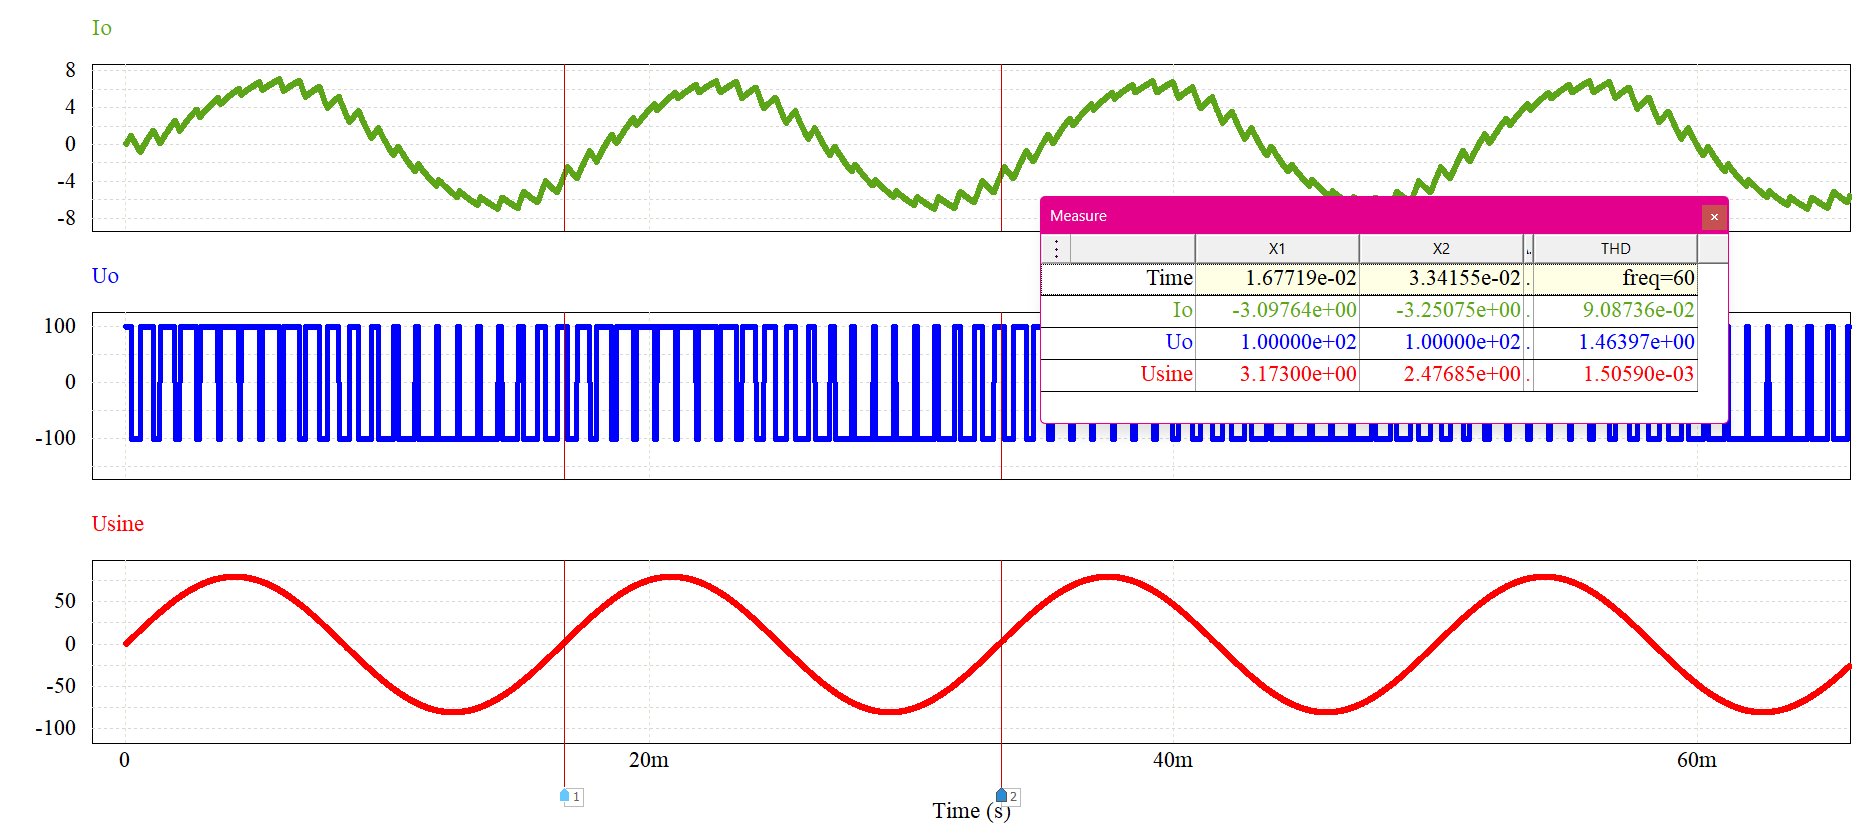 Io
8
4
0
-4
-8
Measure
X1 X2 THD
Time 1.67719e-02 3.34155e-02 . freq=60
Io -3.09764e+00 -3.25075e+00 . 9.08736e-02
Uo 1.00000e+02 1.00000e+02 . 1.46397e+00
Usine 3.17300e+00 2.47685e+00 . 1.50590e-03
Uo
100
0
-100
Usine
50
0
-50
-100
0 20m 40m 60m
1 2
Time (s)